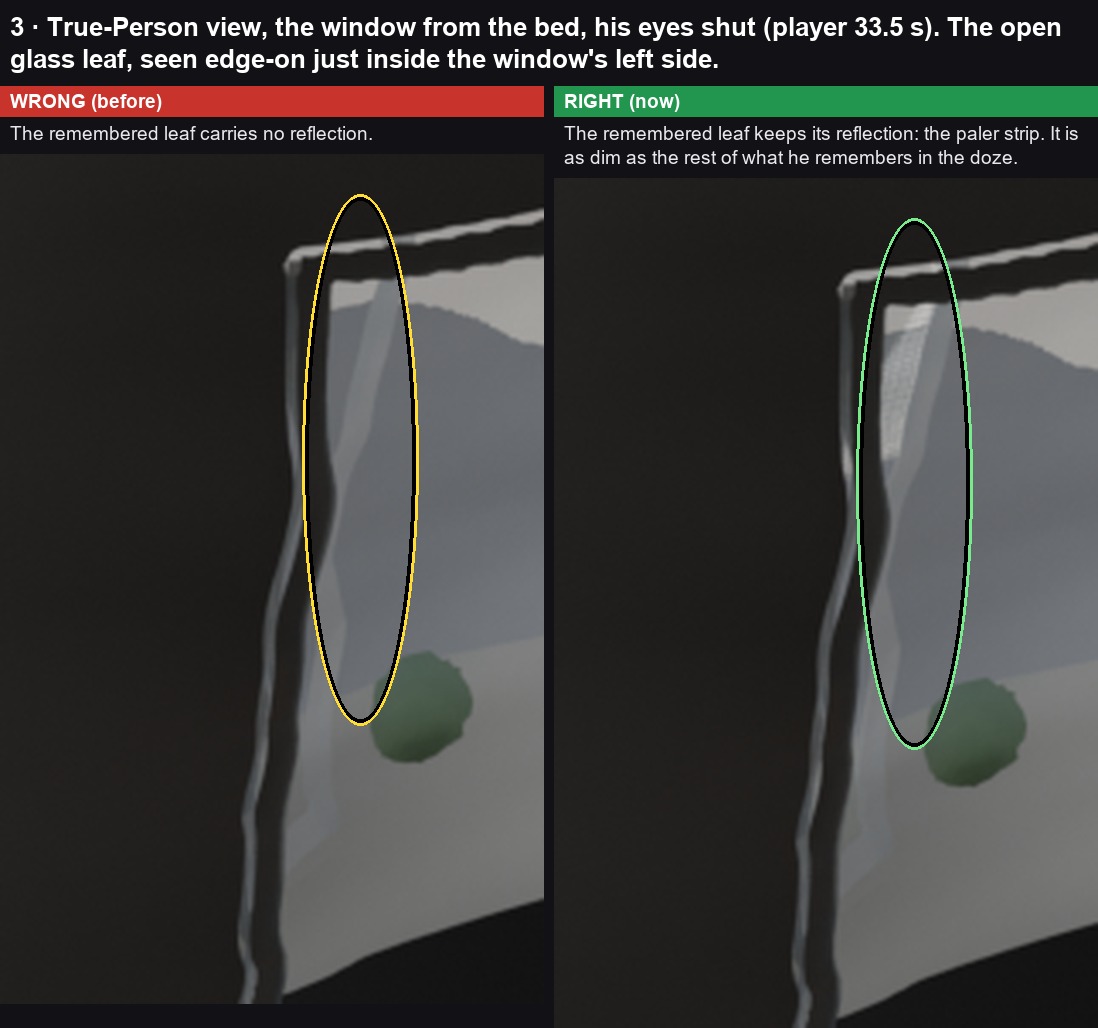 3 · True-Person view, the window from the bed, his eyes shut (player 33.5 s). The open
glass leaf, seen edge-on just inside the window's left side.
WRONG (before)
The remembered leaf carries no reflection.
RIGHT (now)
The remembered leaf keeps its reflection: the paler strip. It is
as dim as the rest of what he remembers in the doze.